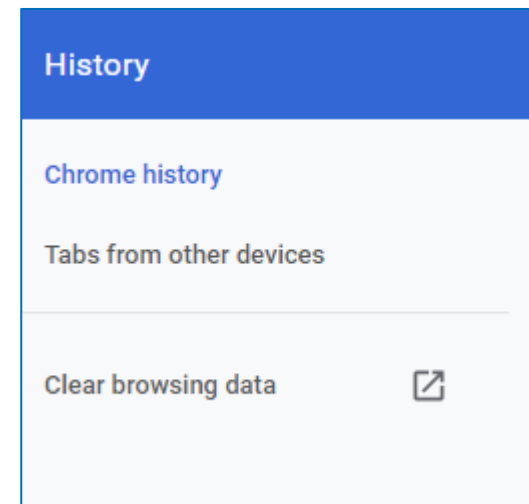 History
Chrome history
Tabs from other devices
Clear browsing data